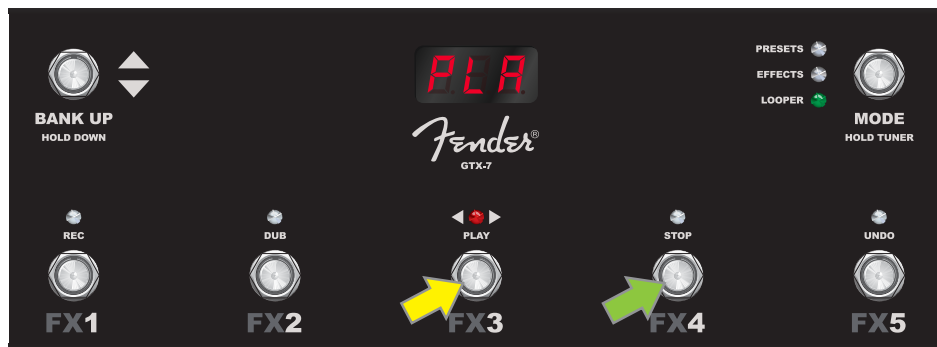 PLA
PRESETS
EFFECTS
LOOPER
BANK UP
HOLD DOWN
MODE
HOLD TUNER
Fender®
GTX-7
REC
DUB
PLAY
STOP
UNDO
FX1
FX2
FX3
FX4
FX5